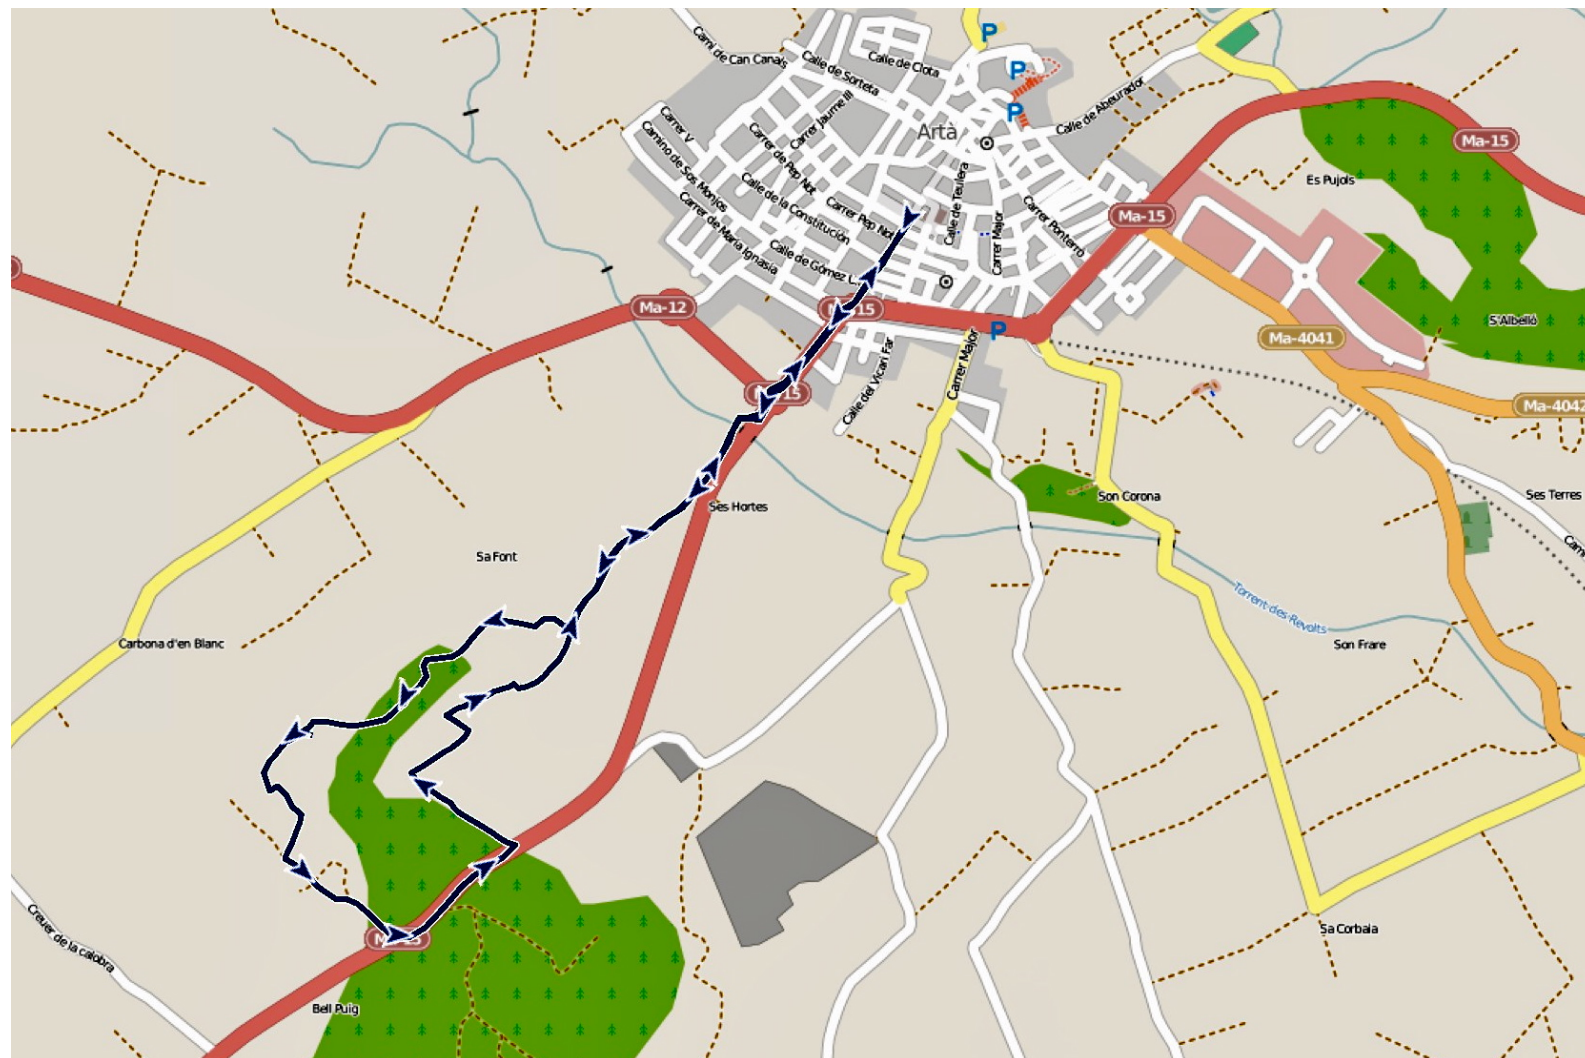 P
Camí de Can Canals
Calle de Clota
Calle de Sorteta
P
Carrer Jaume III
P
Calle de Abeurador
Carrer V
Artà
Ma-15
Camino de Sos Monjos
Carrer de Pep Not
Calle de Teulera
Es Pujols
Calle de la Constitución
Carrer Pep Not
Carrer Major
Carrer Ponterró
Ma-15
Carrer de Maria Ignasia
Calle de Gómez U
Ma-12
S'Albelló
P
Ma-4041
Carrer Major
Calle del Vicari Far
Ma-4042
Son Corona
Ses Terres
Ses Hortes
Sa Font
Torrent des Revolts
Carbona d'en Blanc
Son Frare
Sa Corbaia
Creuer de la calobra
Bell Puig